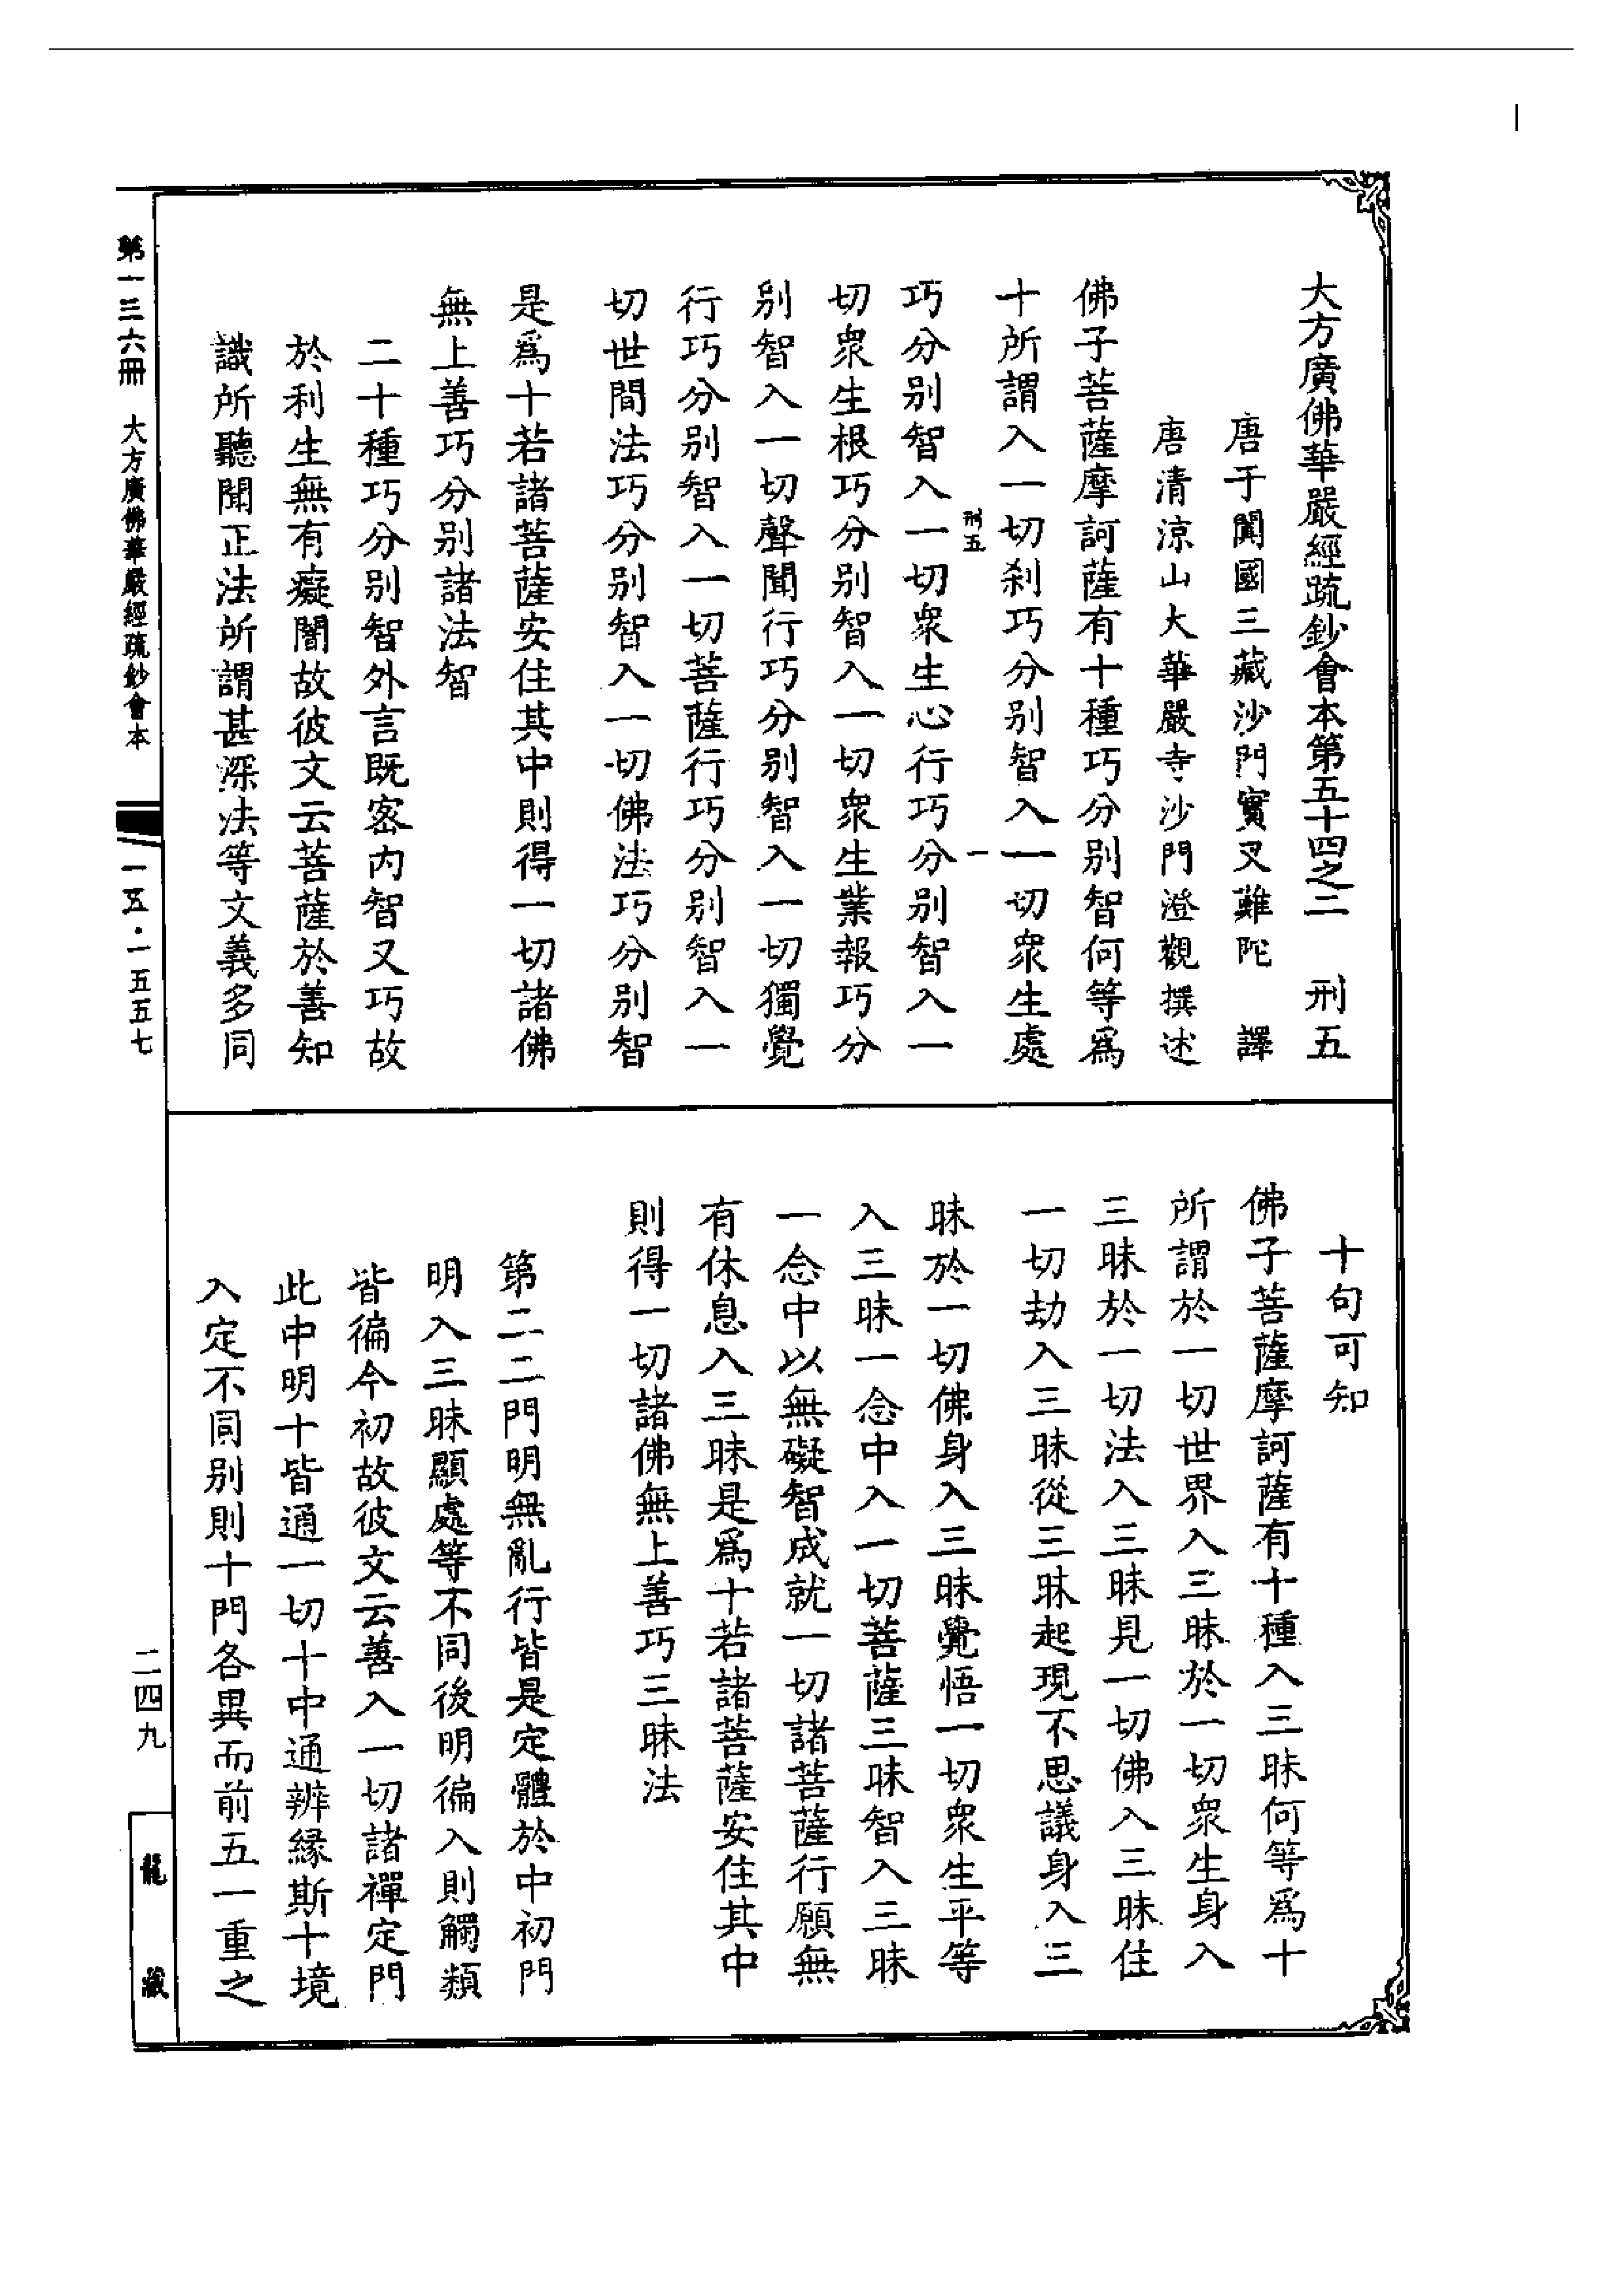 大方廣佛華嚴經疏鈔會本第五十四之二　刑五
唐于闐國三藏沙門實叉難陀　譯
唐清涼山大華嚴寺沙門澄觀撰述
佛子菩薩摩訶薩有十種巧分別智何等爲
十所謂入一切刹巧分別智入一切衆生處
刑五　一
巧分別智入一切衆生心行巧分別智入一
切衆生根巧分別智入一切衆生業報巧分
別智入一切聲聞行巧分別智入一切獨覺
行巧分別智入一切菩薩行巧分別智入一
切世間法巧分別智入一切佛法巧分別智
是爲十若諸菩薩安住其中則得一切諸佛
無上善巧分別諸法智
二十種巧分別智外言既窓内智又巧故
於利生無有癡闇故彼文云菩薩於善知
識所聽聞正法所謂甚深法等文義多同
十句可知
佛子菩薩摩訶薩有十種入三昧何等爲十
所謂於一切世界入三昧於一切衆生身入
三昧於一切法入三昧見一切佛入三昧住
一切劫入三昧從三昧起現不思議身入三
昧於一切佛身入三昧覺悟一切衆生平等
入三昧一念中入一切菩薩三昧智入三昧
一念中以無礙智成就一切諸菩薩行願無
有休息入三昧是爲十若諸菩薩安住其中
則得一切諸佛無上善巧三昧法
第二二門明無亂行皆是定體於中初門
明入三昧顯處等不同後明徧入則觸類
皆徧今初故彼文云善入一切諸禪定門
此中明十皆通一切十中通辨緣斯十境
入定不同別則十門各異而前五一重之
第一三六冊　大方廣佛華嚴經疏鈔會本
一五·一五五七
二四九
龍藏